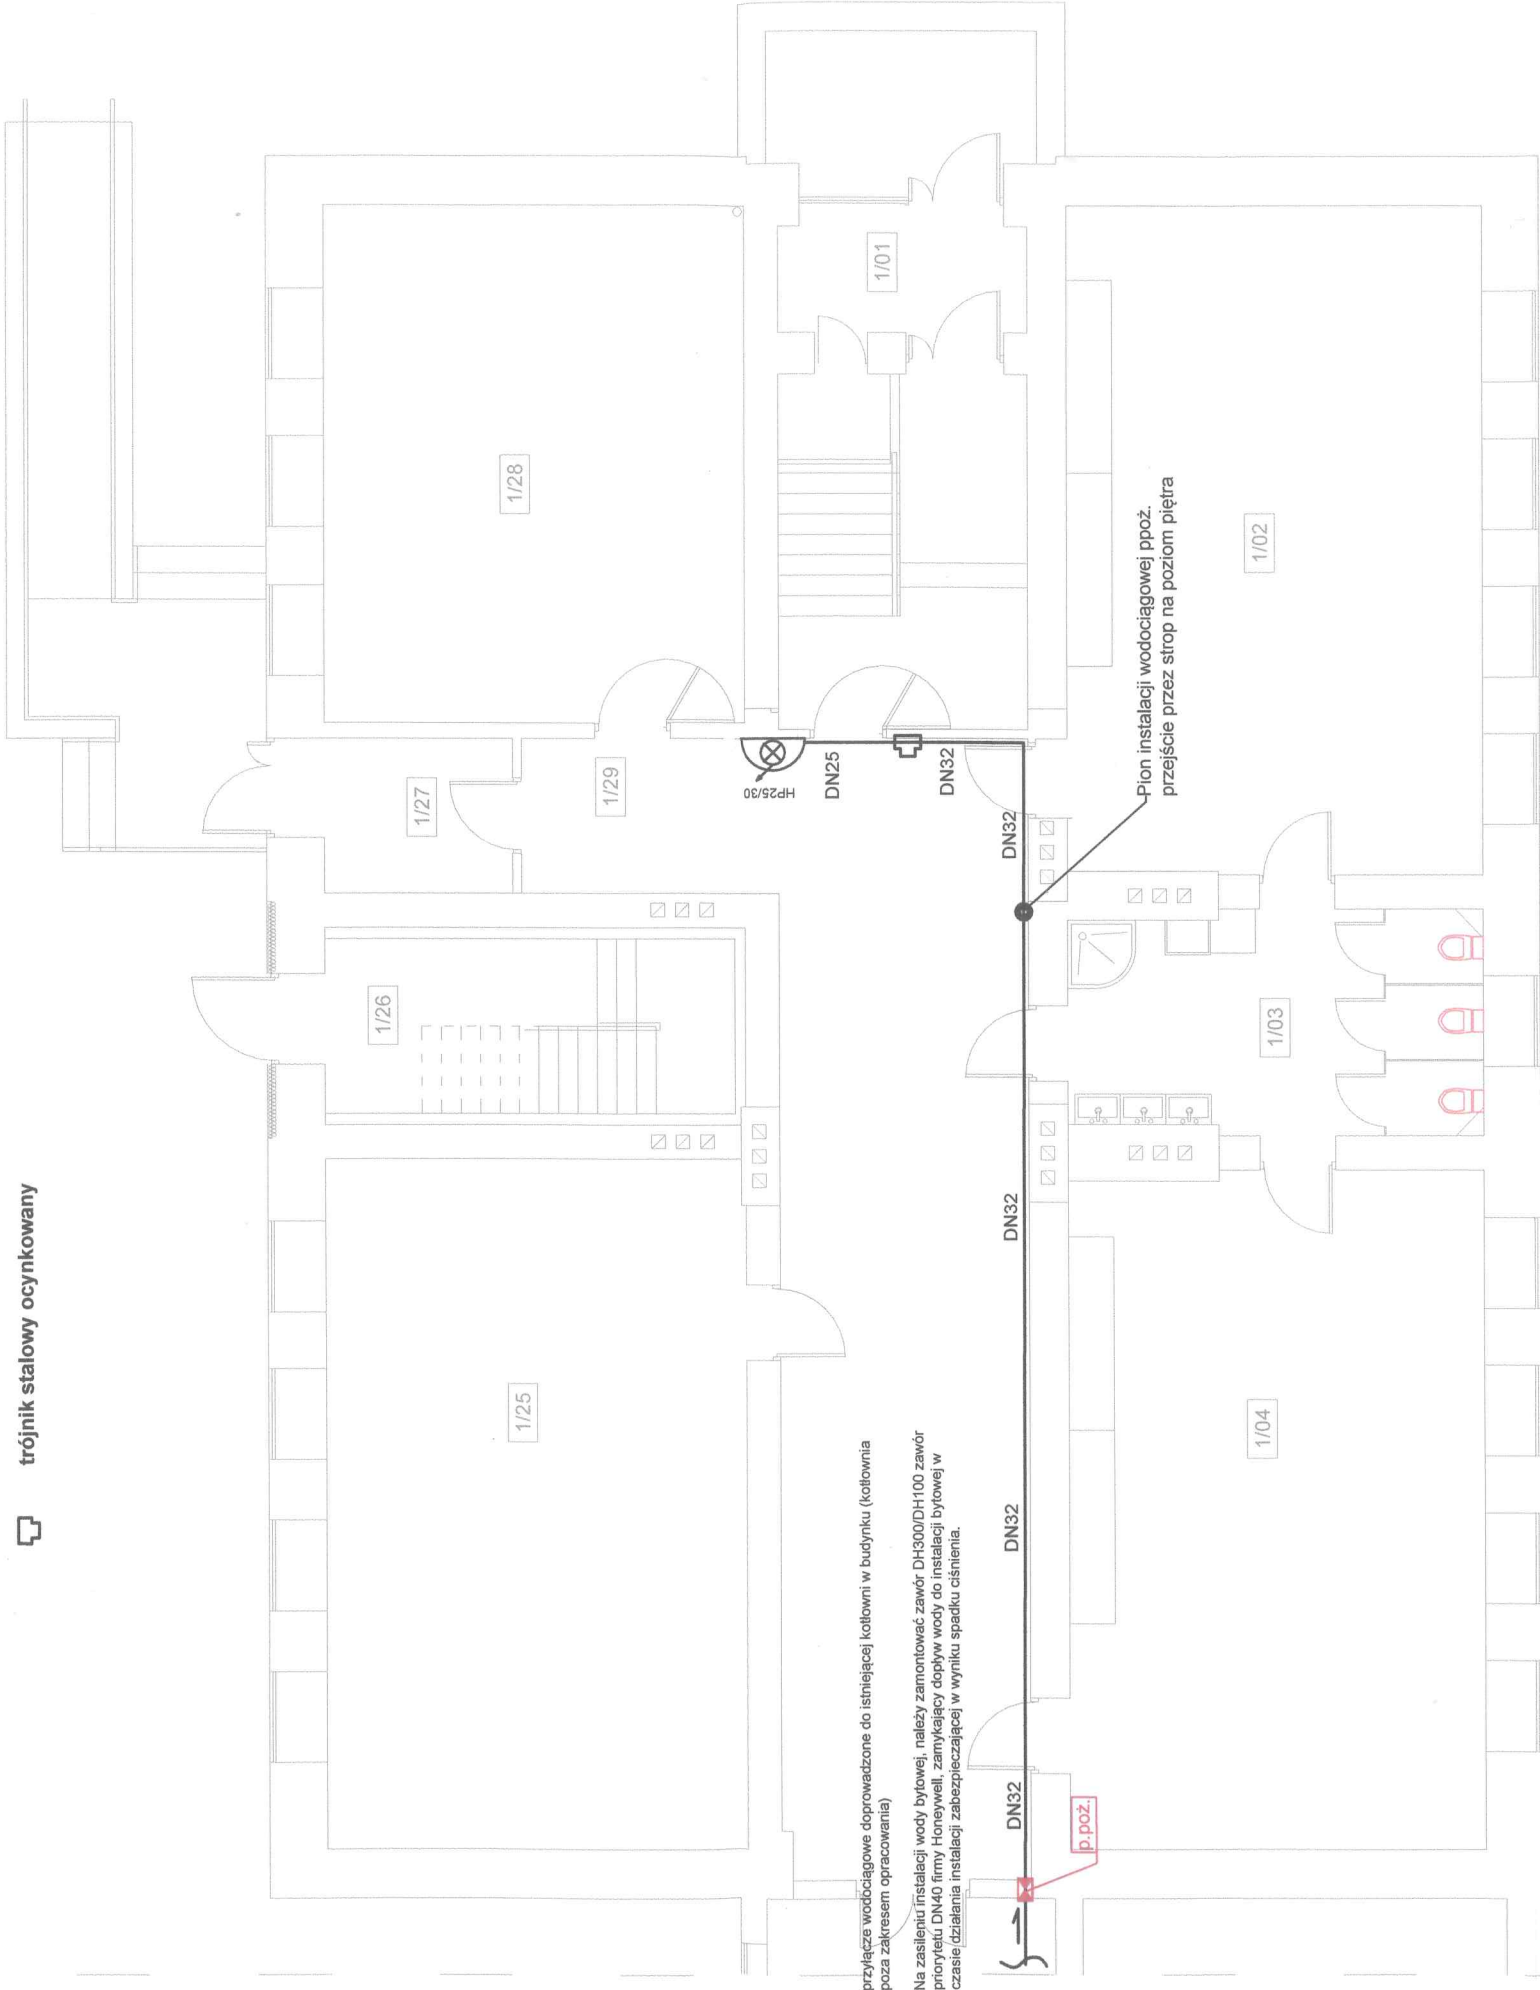 trójnik stalowy ocynkowany
1/28
1/01
1/27
1/29
HP25/30
DN25
DN32
DN32
Pion instalacji wodociągowej ppoż.
przejście przez strop na poziom piętra
1/02
1/26
1/03
1/25
DN32
DN32
DN32
1/04
p.poż.
przyłącze wodociągowe doprowadzone do istniejącej kotłowni w budynku (kotłownia
poza zakresem opracowania)
Na zasileniu instalacji wody bytowej, należy zamontować zawór DH300/DH100 zawór
priorytetu DN40 firmy Honeywell, zamykający dopływ wody do instalacji bytowej w
czasie działania instalacji zabezpieczającej w wyniku spadku ciśnienia.